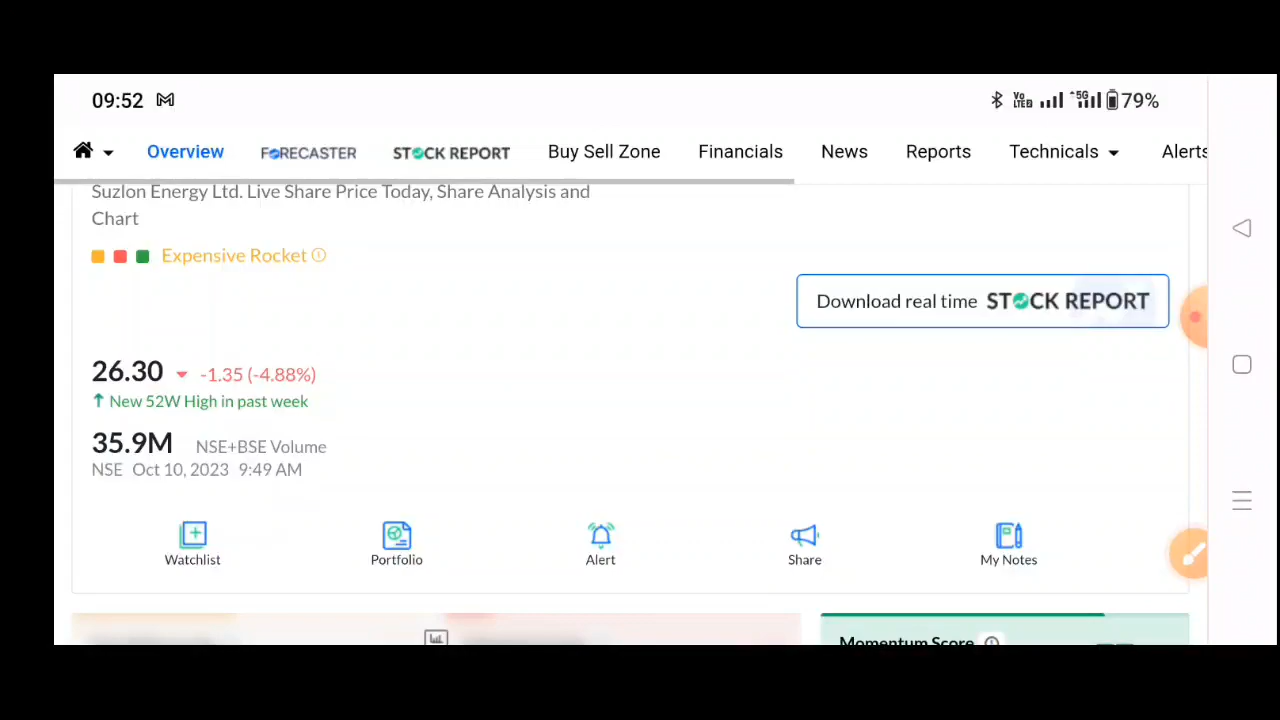 09:52
Vo LTE2 5G 79%
Overview FORECASTER STOCK REPORT Buy Sell Zone Financials News Reports Technicals Alerts
Suzlon Energy Ltd. Live Share Price Today, Share Analysis and
Chart
Expensive Rocket
Download real time STOCK REPORT
26.30 -1.35 (-4.88%)
New 52W High in past week
35.9M NSE+BSE Volume
NSE Oct 10, 2023 9:49 AM
Watchlist Portfolio Alert Share My Notes
Momentum Score